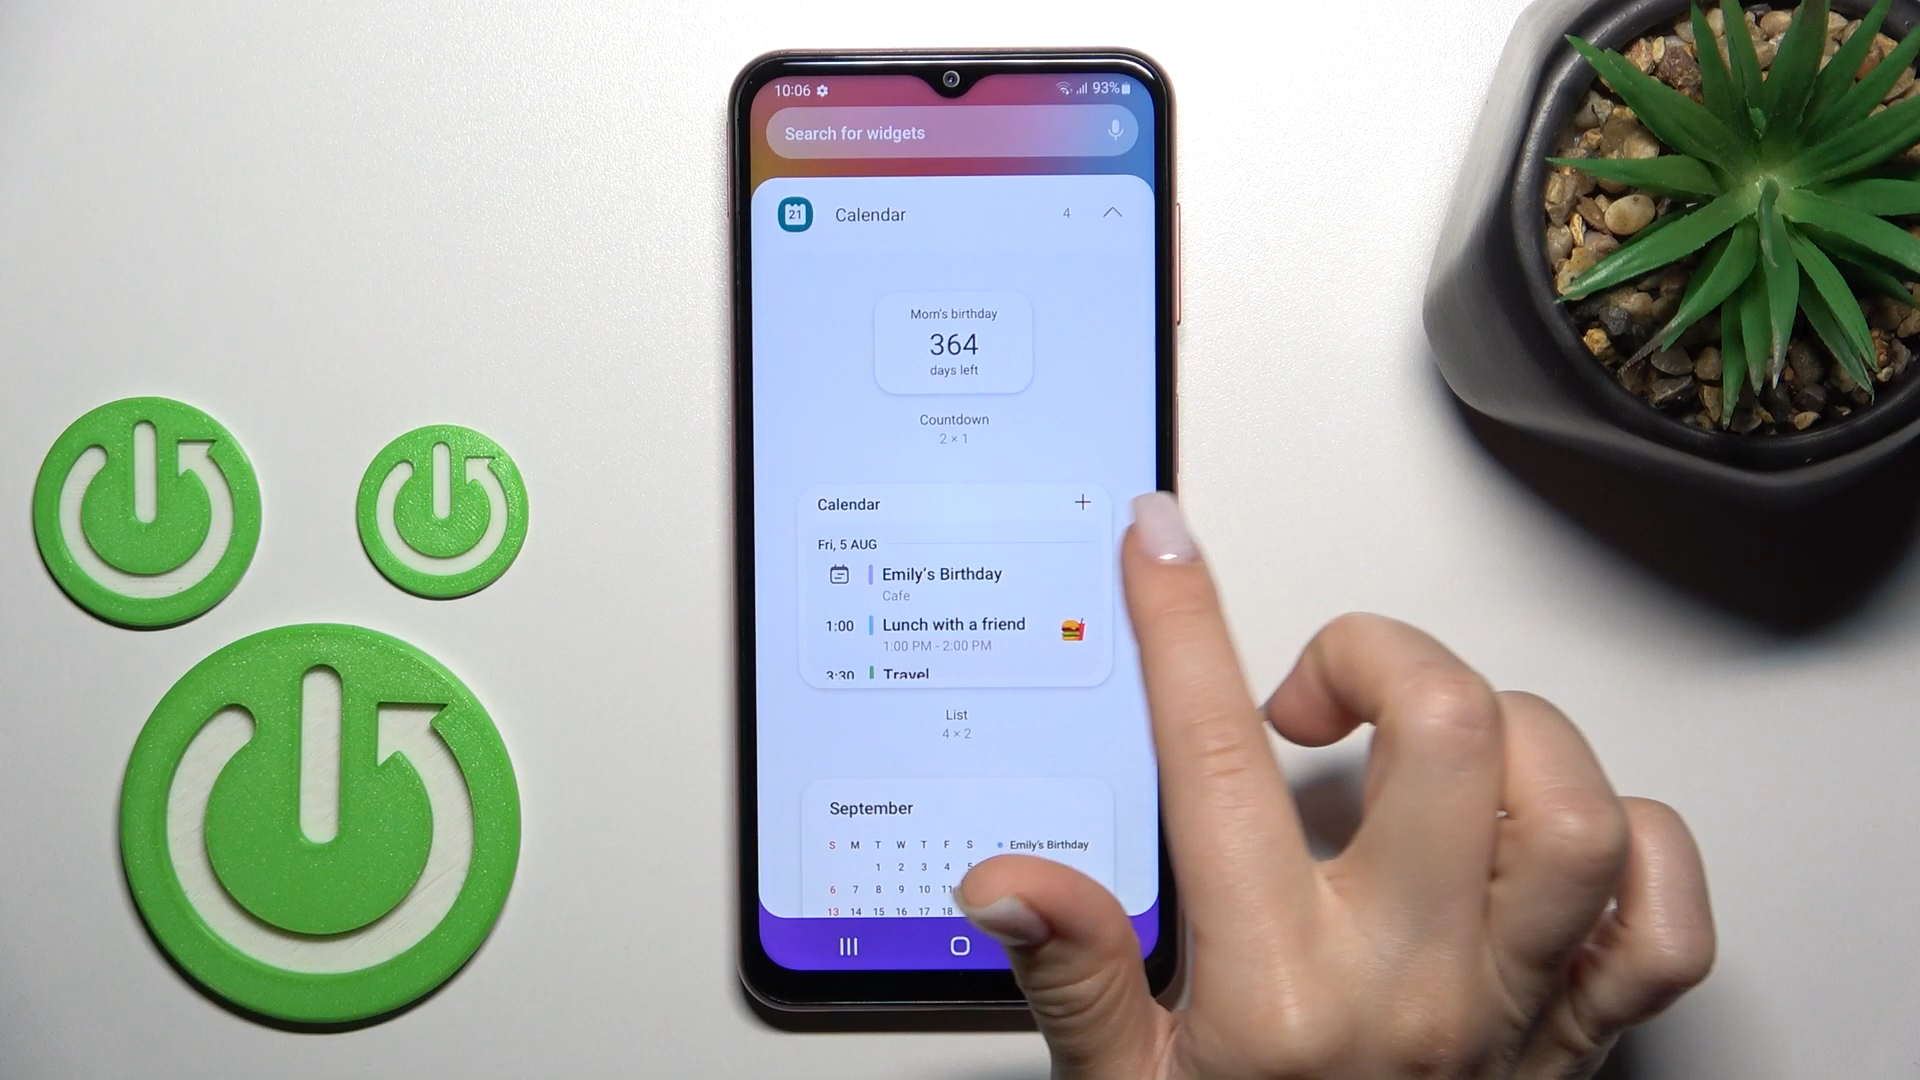 10:06 93%
Search for widgets
21 Calendar 4
Mom's birthday
364
days left
Countdown
2 × 1
Calendar +
Fri, 5 AUG
Emily's Birthday
Cafe
1:00 Lunch with a friend
1:00 PM - 2:00 PM
3:30 Travel
List
4 × 2
September
S M T W T F S Emily's Birthday
1 2 3 4 5
6 7 8 9 10 11
13 14 15 16 17 18